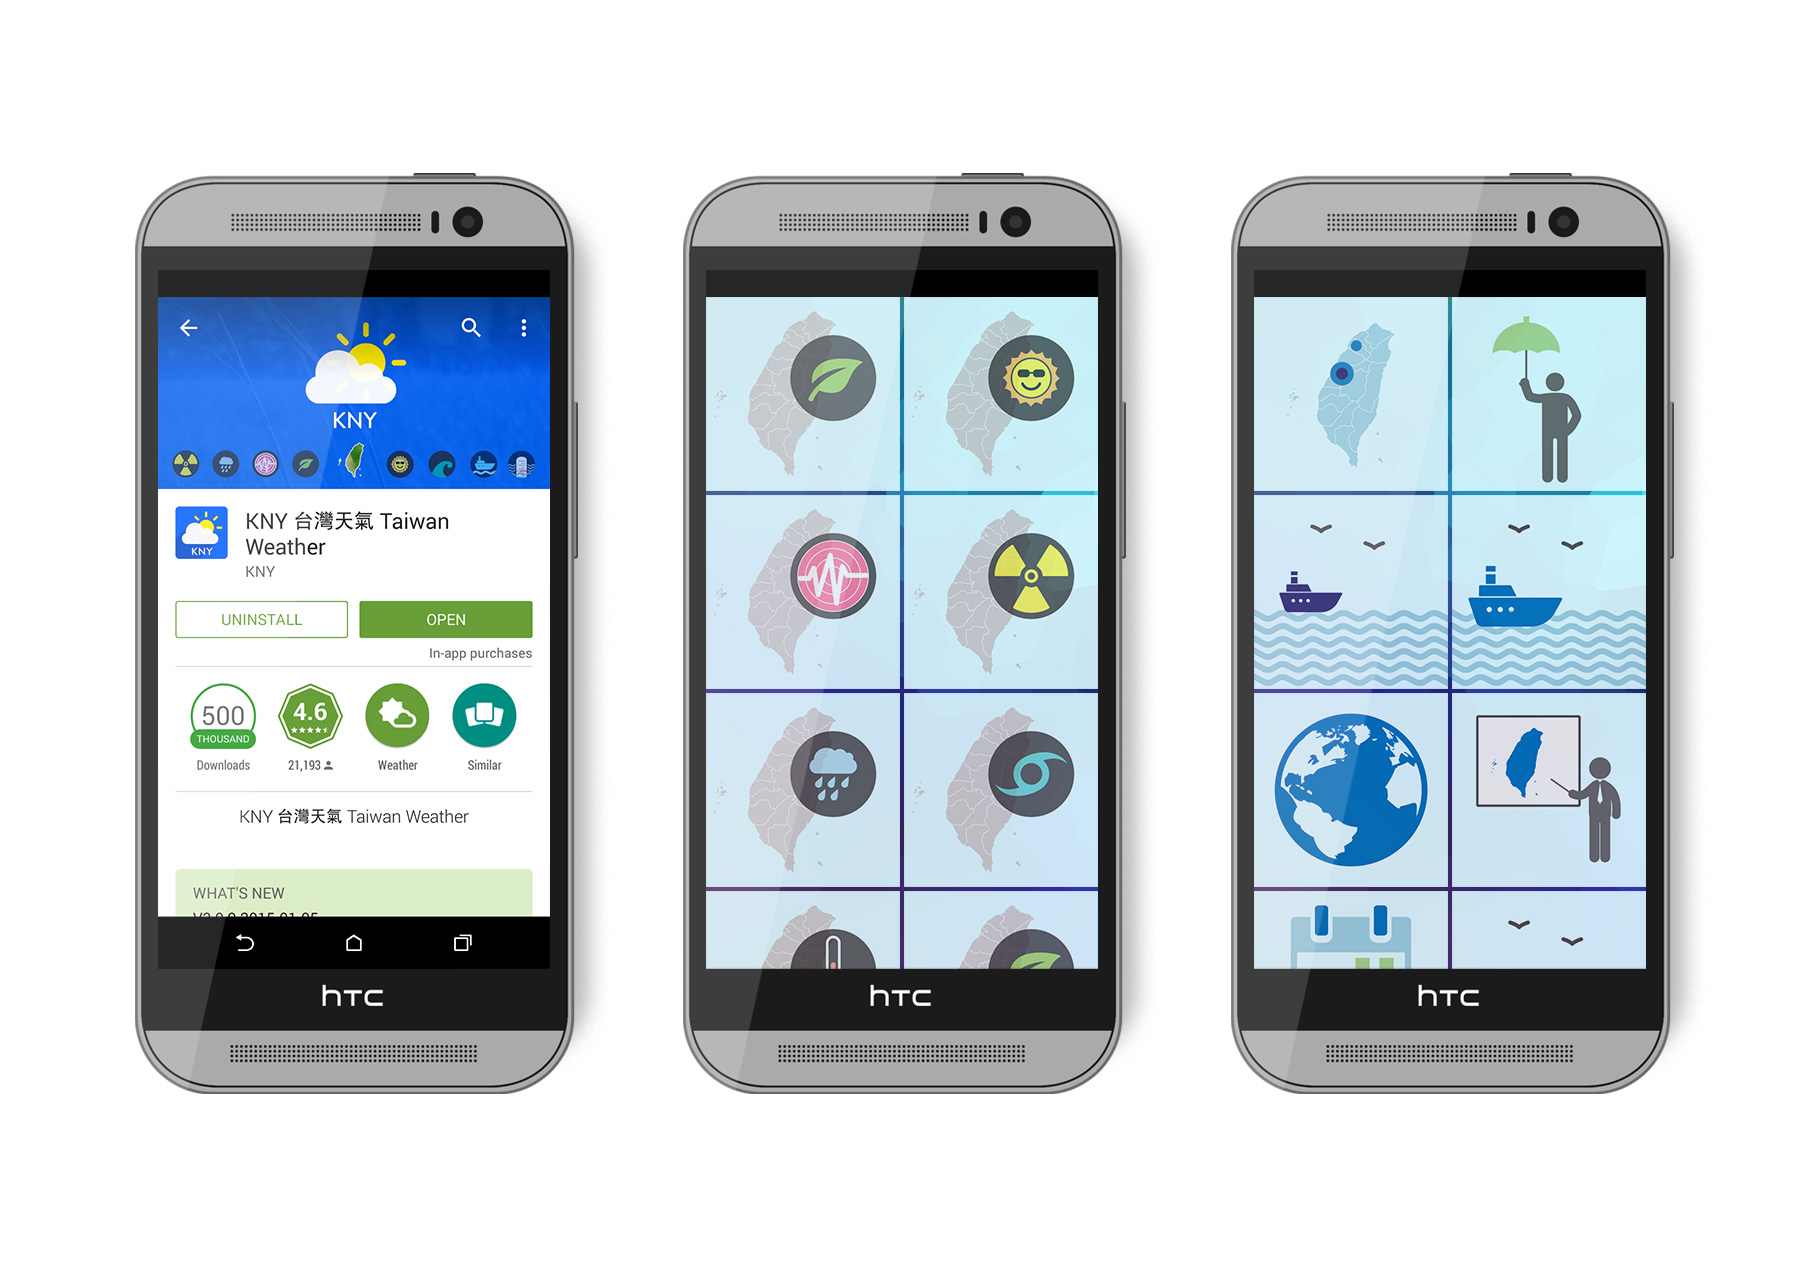 KNY
KNY 台灣天氣 Taiwan
Weather
KNY
KNY
UNINSTALL
OPEN
In-app purchases
500
THOUSAND
4.6
Downloads
21,193
Weather
Similar
KNY 台灣天氣 Taiwan Weather
WHAT'S NEW
hTC
hTC
hTC